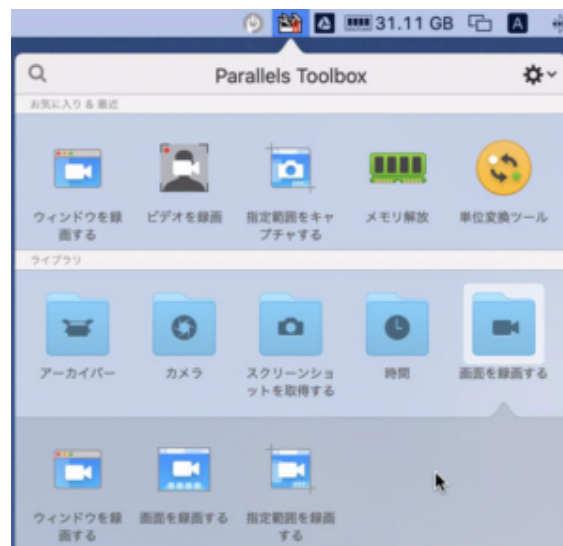 31.11 GB
A
Parallels Toolbox
お気に入り & 最近
ウィンドウを録
画する
ビデオを録画
指定範囲をキャ
プチャする
メモリ解放
単位変換ツール
ライブラリ
アーカイバー
カメラ
スクリーンショ
ットを取得する
時間
画面を録画する
ウィンドウを録
画する
画面を録画する
指定範囲を録画
する